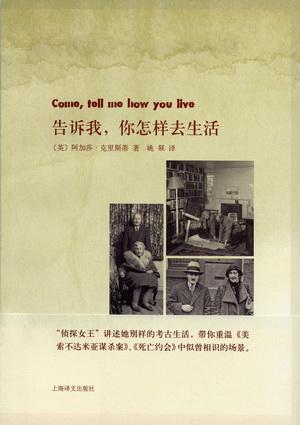 Come, tell me how you live
告诉我，你怎样去生活
〔英〕阿加莎·克里斯蒂 著 姚颖 译
“侦探女王”讲述她别样的考古生活，带你重温《美
索不达米亚谋杀案》、《死亡约会》中似曾相识的场景。
上海译文出版社